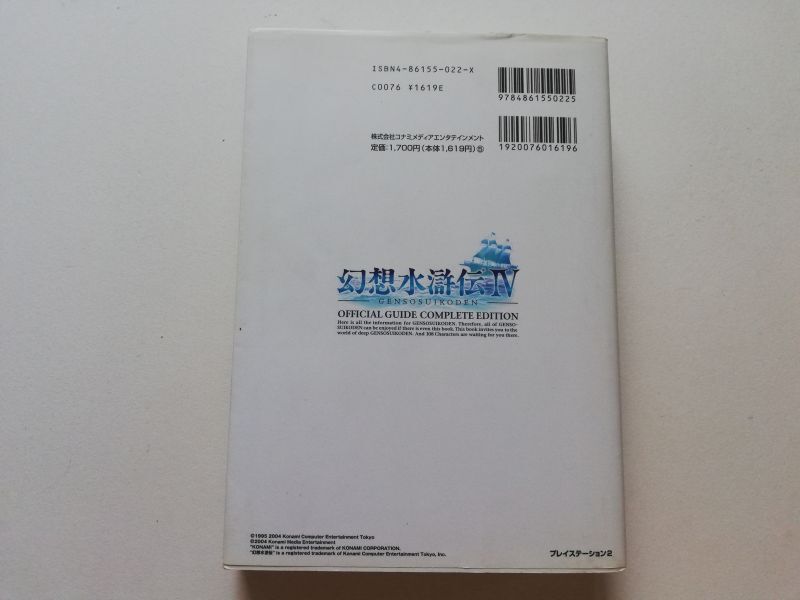 ISBN4-86155-022-X
C0076 ¥1619E
9784861550225
株式会社コナミメディアエンタテインメント
定価:1,700円(本体1,619円)⑤
1920076016196
幻想水滸伝IV
GENSOSUIKODEN
OFFICIAL GUIDE COMPLETE EDITION
Here is all the information for GENSOSUIKODEN. Therefore, all of GENSO-
SUIKODEN can be enjoyed if there is even this book. This book invites you to the
world of deep GENSOSUIKODEN. And 108 Characters are waiting for you there.
©1995 2004 Konami Computer Entertainment Tokyo
©2004 Konami Media Entertainment
"KONAMI" is a registered trademark of KONAMI CORPORATION.
"幻想水滸伝" is a registered trademark of Konami Computer Entertainment Tokyo, Inc.
プレイステーション2